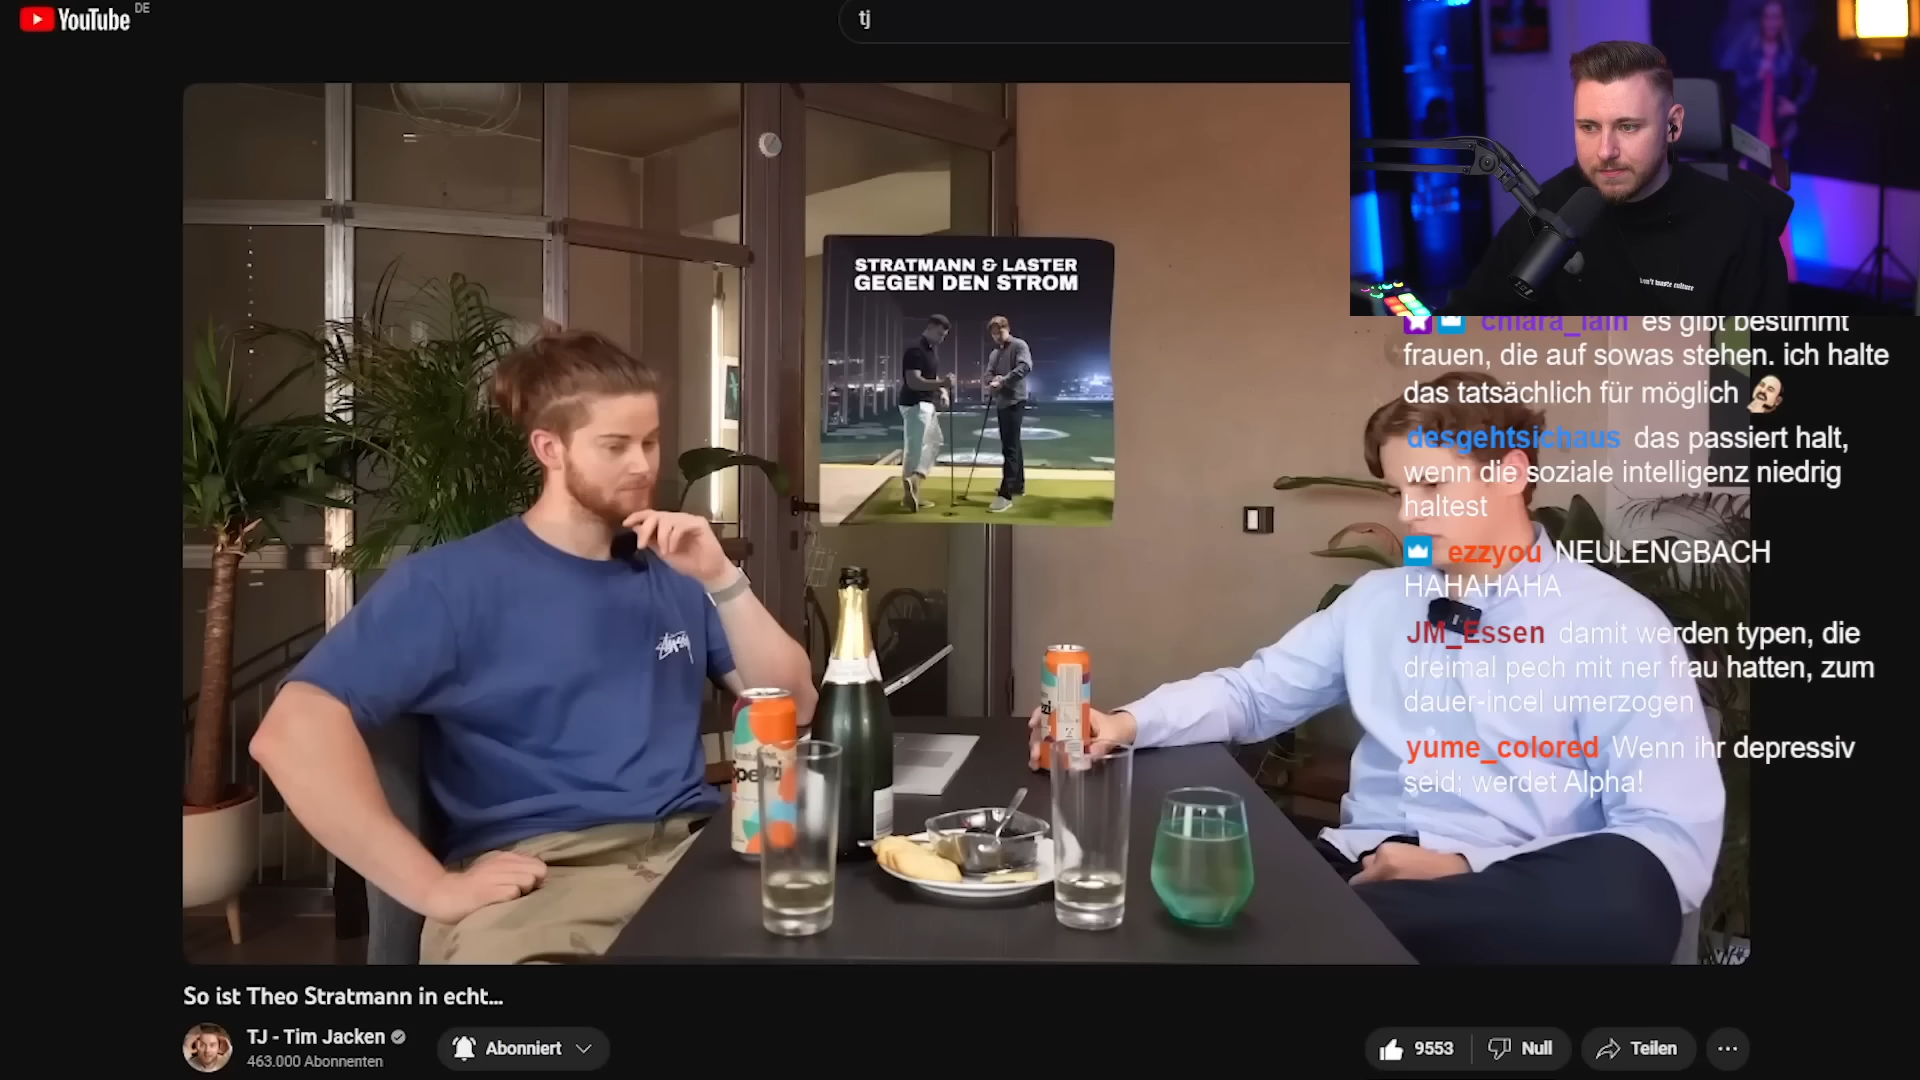 YouTube DE
tj
STRATMANN & LASTER
GEGEN DEN STROM
chiara_iain es gibt bestimmt
frauen, die auf sowas stehen. ich halte
das tatsächlich für möglich
desgehtsichaus das passiert halt,
wenn die soziale intelligenz niedrig
haltest
ezzyou NEULENGBACH
HAHAHAHA
JM_Essen damit werden typen, die
dreimal pech mit ner frau hatten, zum
dauer-incel umerzogen
yume_colored Wenn ihr depressiv
seid; werdet Alpha!
So ist Theo Stratmann in echt...
TJ - Tim Jacken
463.000 Abonnenten
Abonniert
9553
Null
Teilen